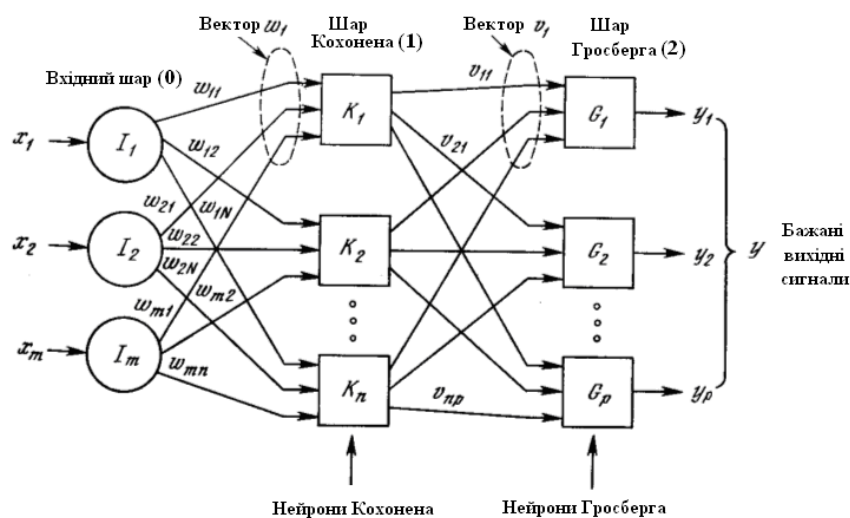 Вектор w₁
Шар
Кохонена (1)
Вектор v₁
Шар
Гросберга (2)
Вхідний шар (0)
w₁₁
v₁₁
x₁
I₁
K₁
G₁
y₁
w₁₂
v₂₁
w₂₁
w₁N
x₂
I₂
w₂₂
K₂
G₂
y₂
y
Бажані
вихідні
сигнали
w₂N
wm₁
wm₂
xm
Im
wmn
Kn
vnp
Gp
yp
Нейрони Кохонена
Нейрони Гросберга